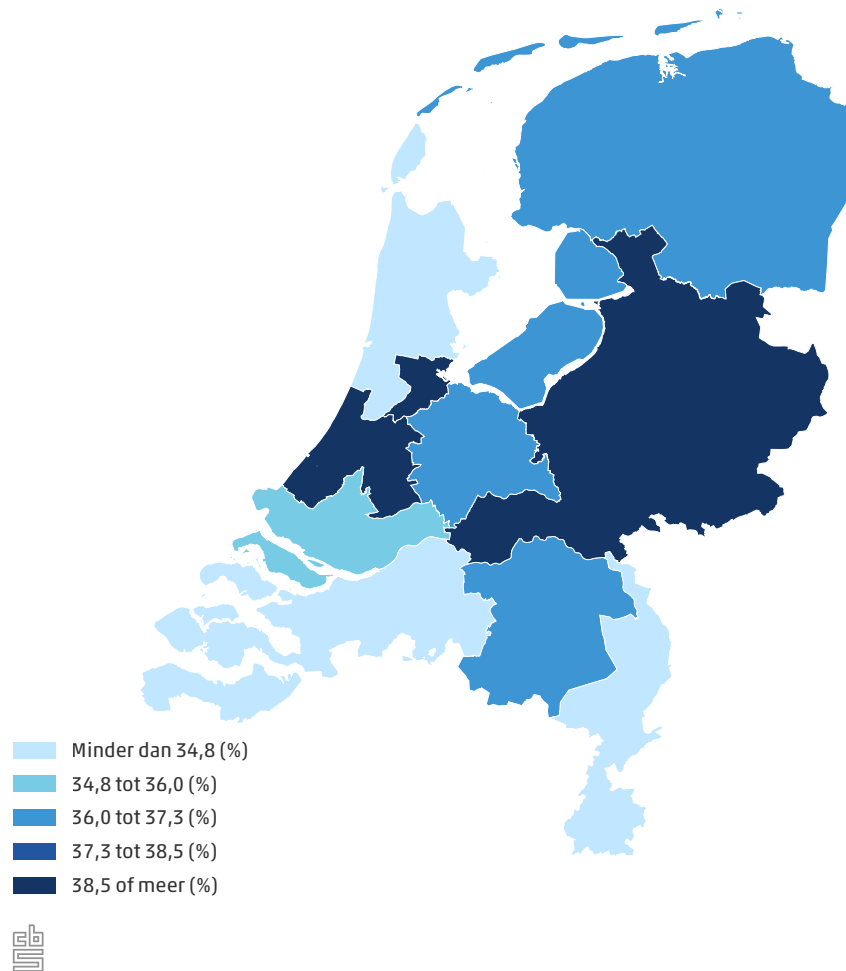 Minder dan 34,8 (%)
34,8 tot 36,0 (%)
36,0 tot 37,3 (%)
37,3 tot 38,5 (%)
38,5 of meer (%)
cbs